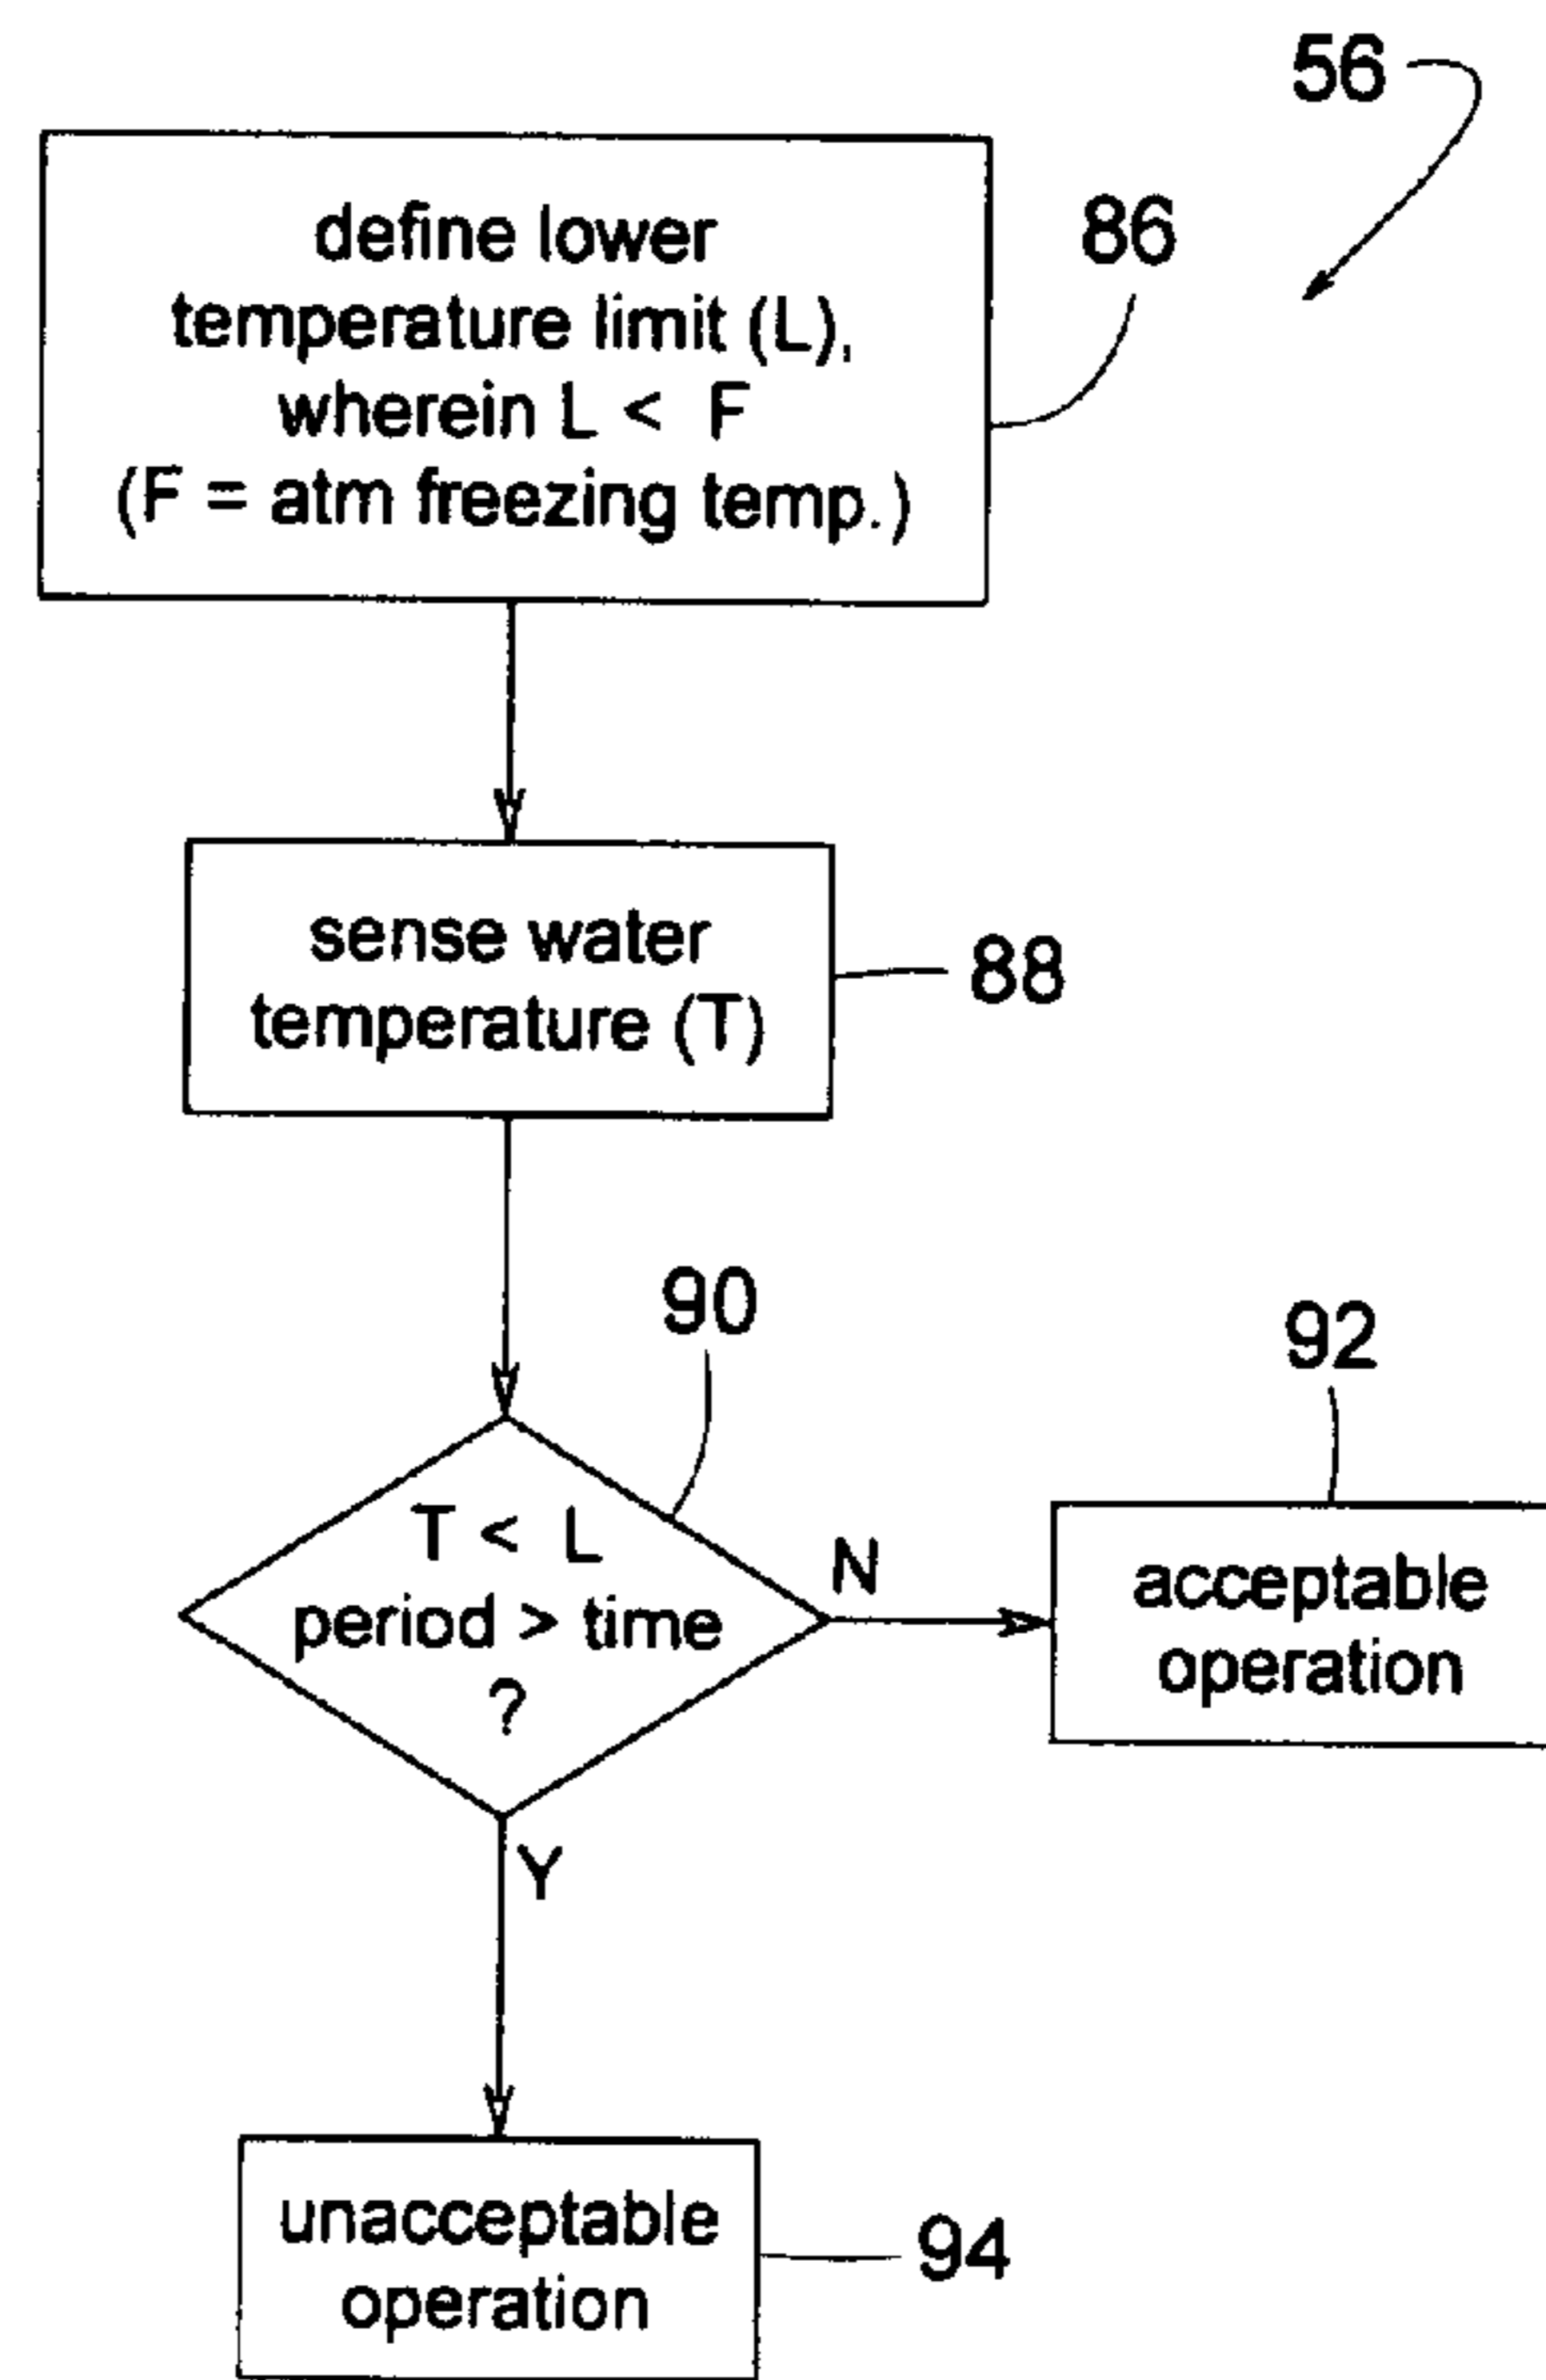 56
define lower
temperature limit (L),
wherein L < F
(F = atm freezing temp.)
86
sense water
temperature (T)
88
90
T < L
period > time
?
N
92
acceptable
operation
Y
unacceptable
operation
94